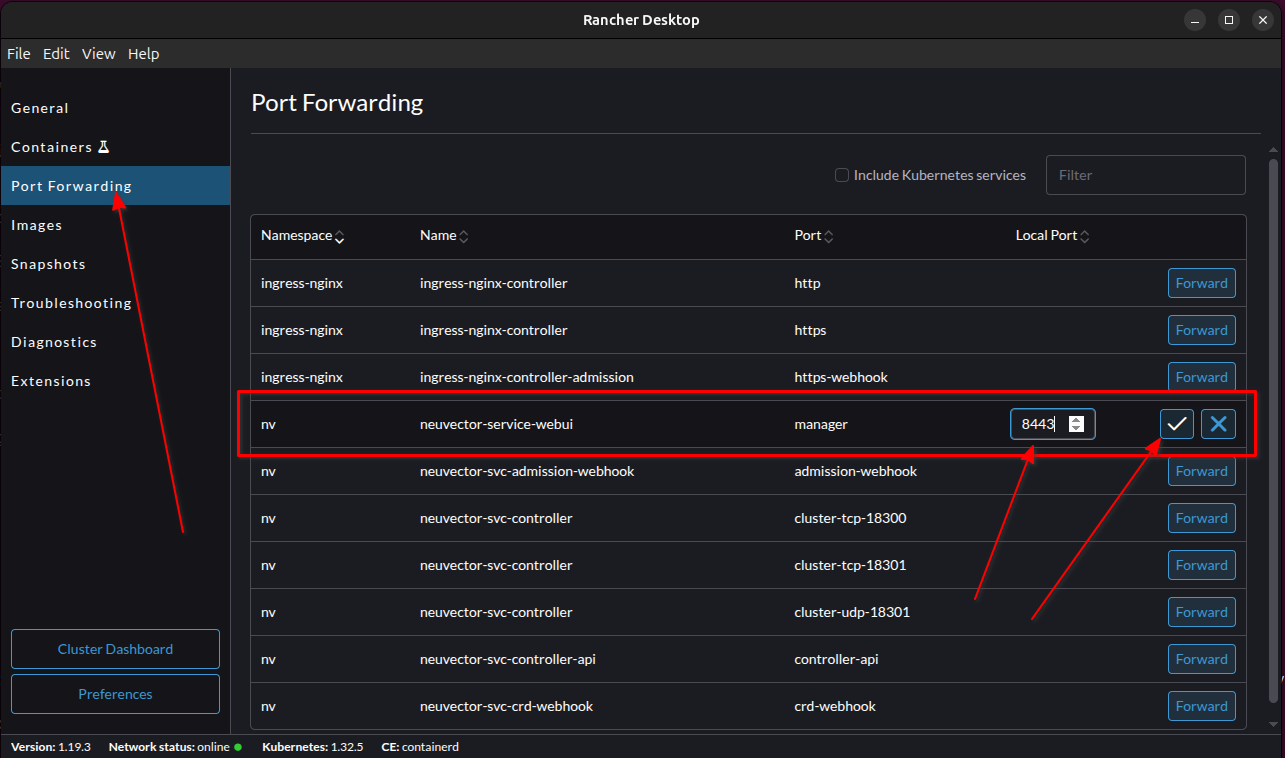 Rancher Desktop
File Edit View Help
General
Containers
Port Forwarding
Images
Snapshots
Troubleshooting
Diagnostics
Extensions
Cluster Dashboard
Preferences
Port Forwarding
Include Kubernetes services Filter
Namespace Name Port Local Port
ingress-nginx ingress-nginx-controller http Forward
ingress-nginx ingress-nginx-controller https Forward
ingress-nginx ingress-nginx-controller-admission https-webhook Forward
nv neuvector-service-webui manager 8443
nv neuvector-svc-admission-webhook admission-webhook Forward
nv neuvector-svc-controller cluster-tcp-18300 Forward
nv neuvector-svc-controller cluster-tcp-18301 Forward
nv neuvector-svc-controller cluster-udp-18301 Forward
nv neuvector-svc-controller-api controller-api Forward
nv neuvector-svc-crd-webhook crd-webhook Forward
Version: 1.19.3 Network status: online Kubernetes: 1.32.5 CE: containerd